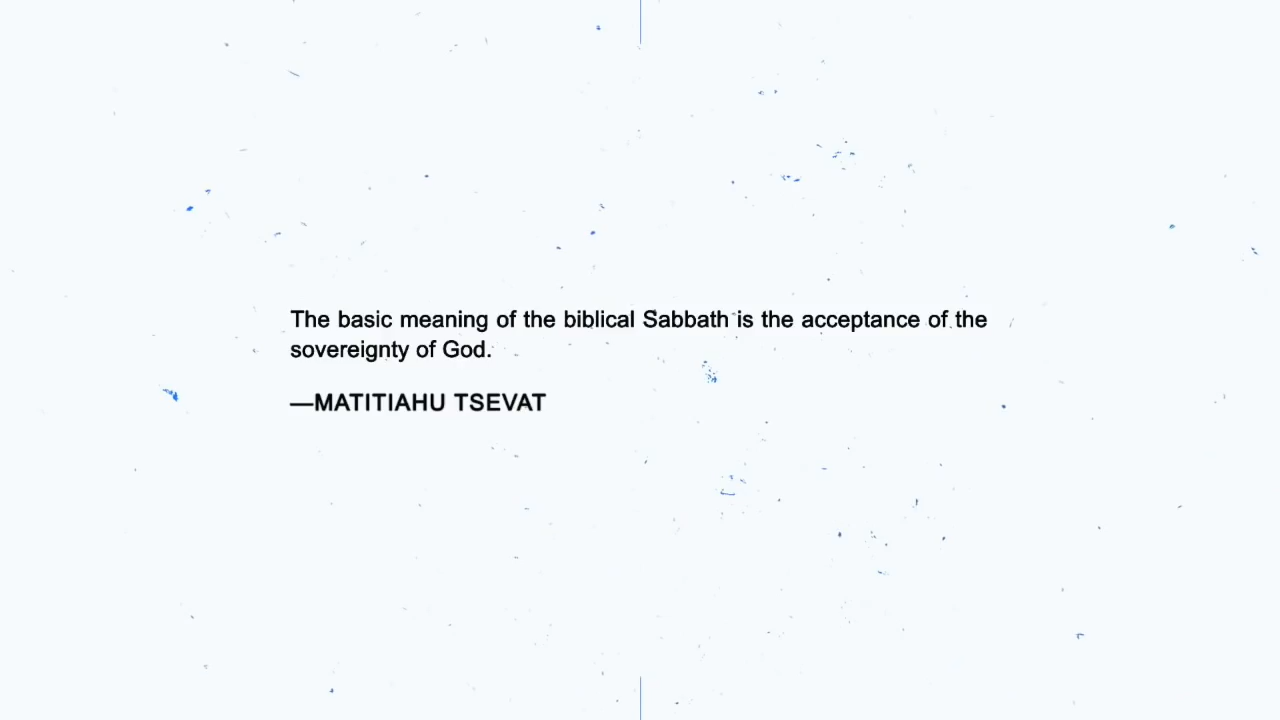 The basic meaning of the biblical Sabbath is the acceptance of the
sovereignty of God.
—MATITIAHU TSEVAT